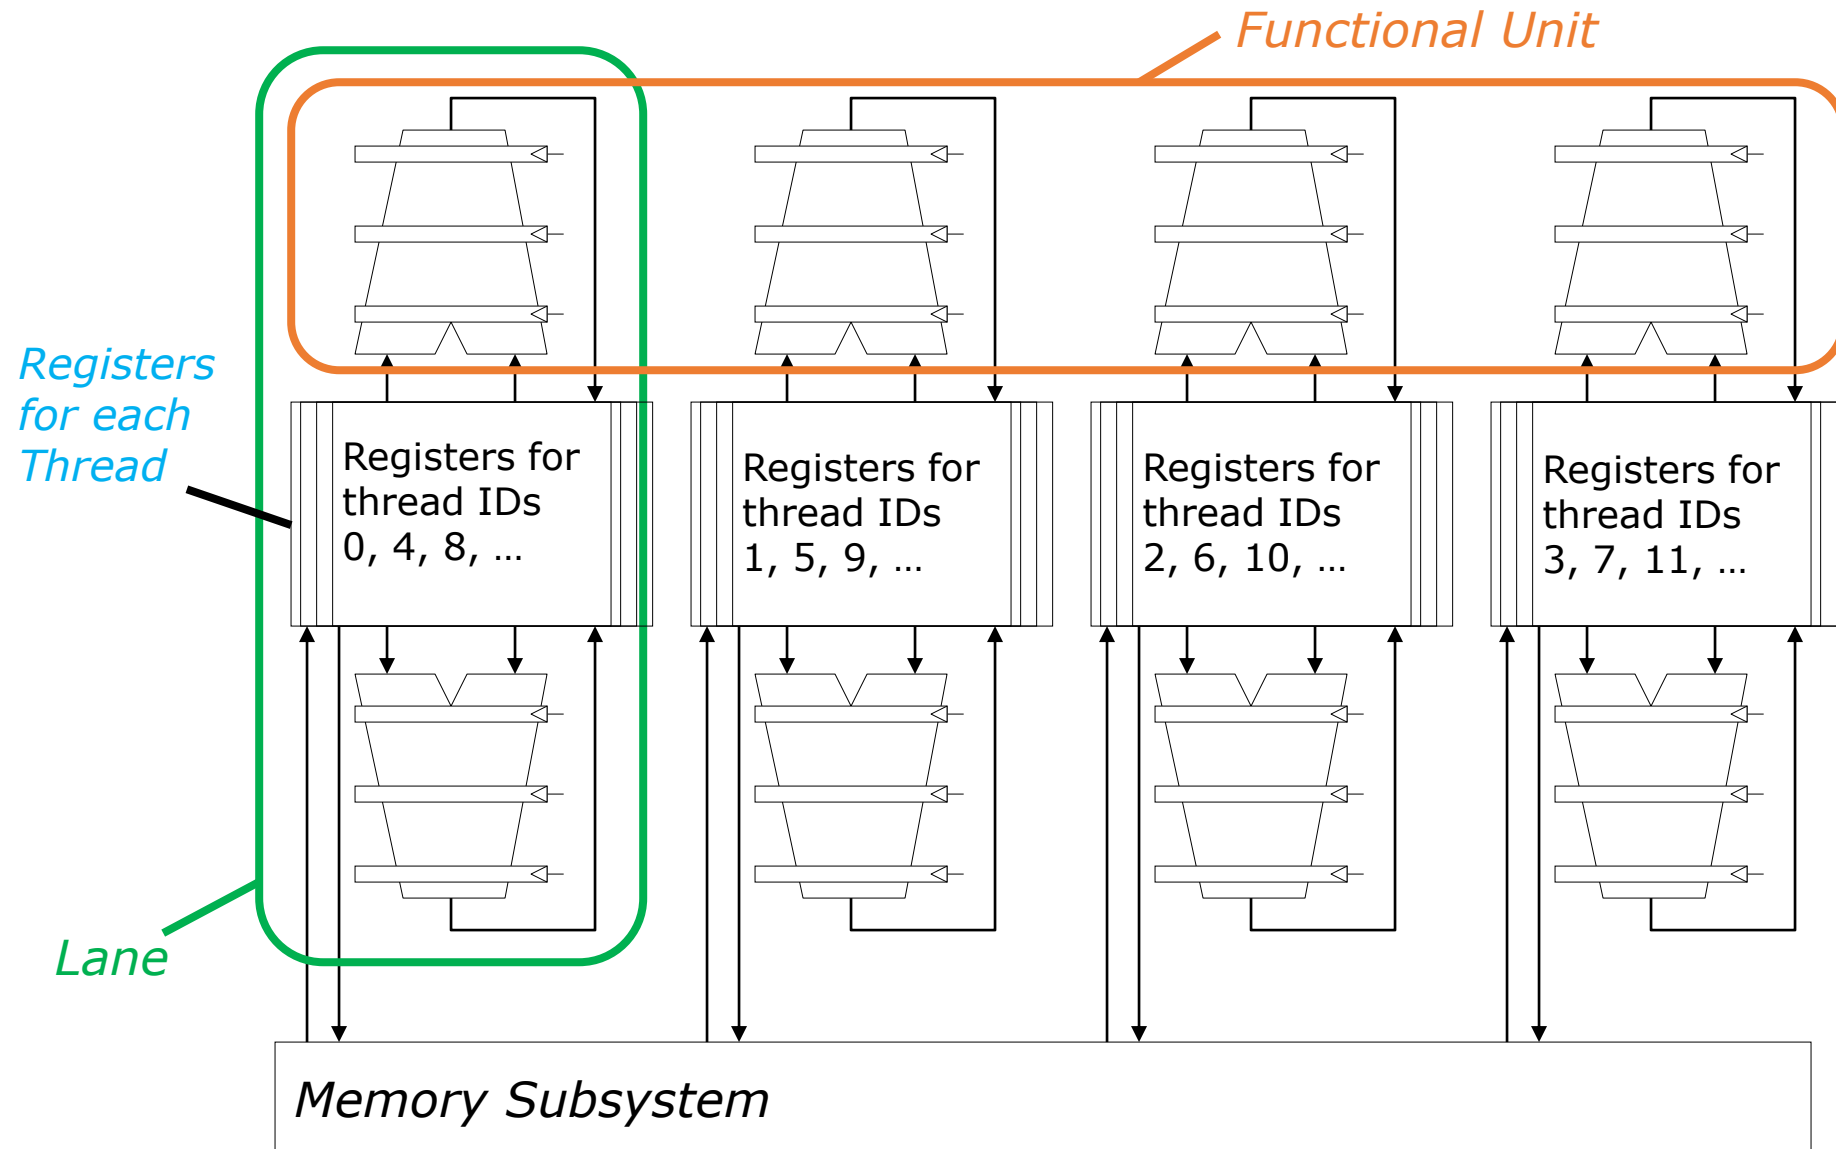 Functional Unit
Registers
for each
Thread
Registers for
thread IDs
0, 4, 8, …
Registers for
thread IDs
1, 5, 9, …
Registers for
thread IDs
2, 6, 10, …
Registers for
thread IDs
3, 7, 11, …
Lane
Memory Subsystem